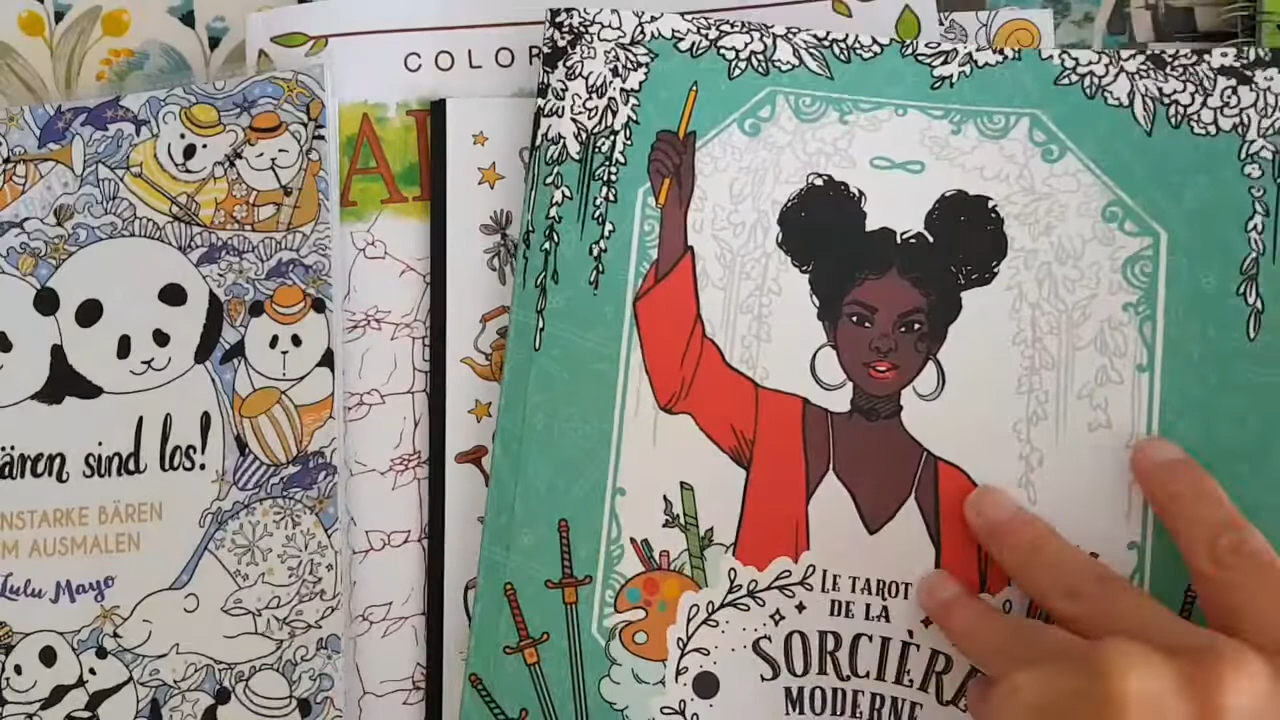 COLOR
ären sind los!
NSTARKE BÄREN
M AUSMALEN
Lulu Mayo
LE TAROT
DE LA
SORCIÈRE
MODERNE